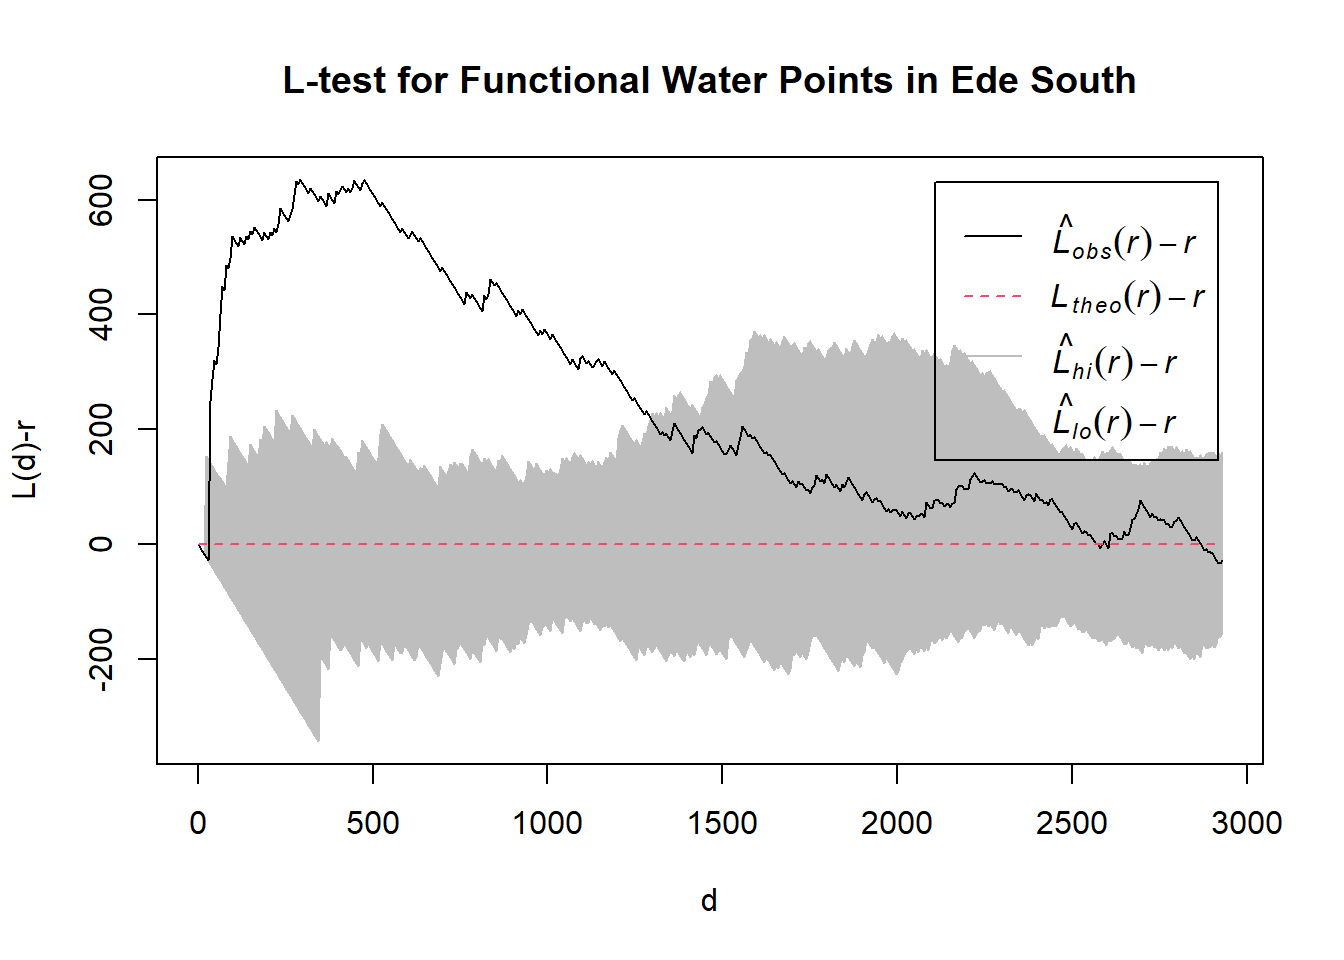 L-test for Functional Water Points in Ede South
L(d)-r
600
400
200
0
-200
L̂obs(r) − r
Ltheo(r) − r
L̂hi(r) − r
L̂lo(r) − r
0 500 1000 1500 2000 2500 3000
d